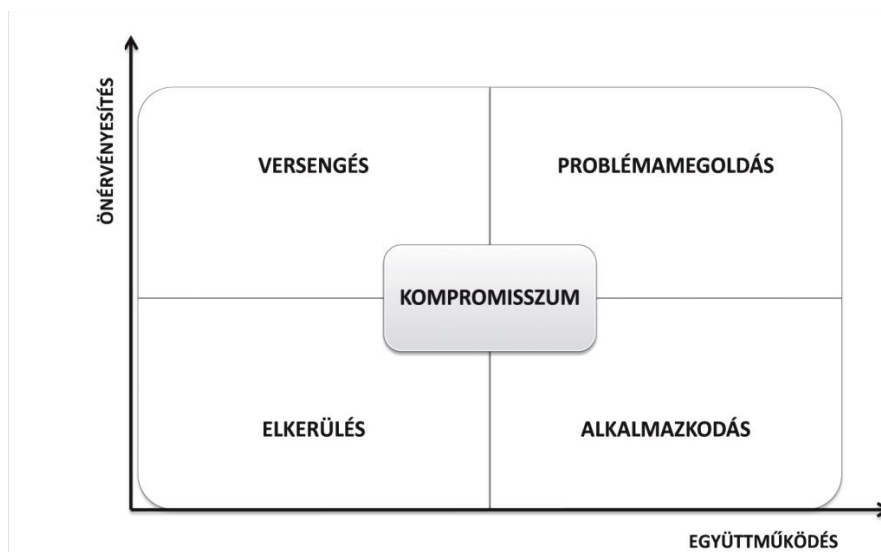 ÖNÉRVÉNYESÍTÉS
VERSENGÉS
PROBLÉMAMEGOLDÁS
KOMPROMISSZUM
ELKERÜLÉS
ALKALMAZKODÁS
EGYÜTTMŰKÖDÉS